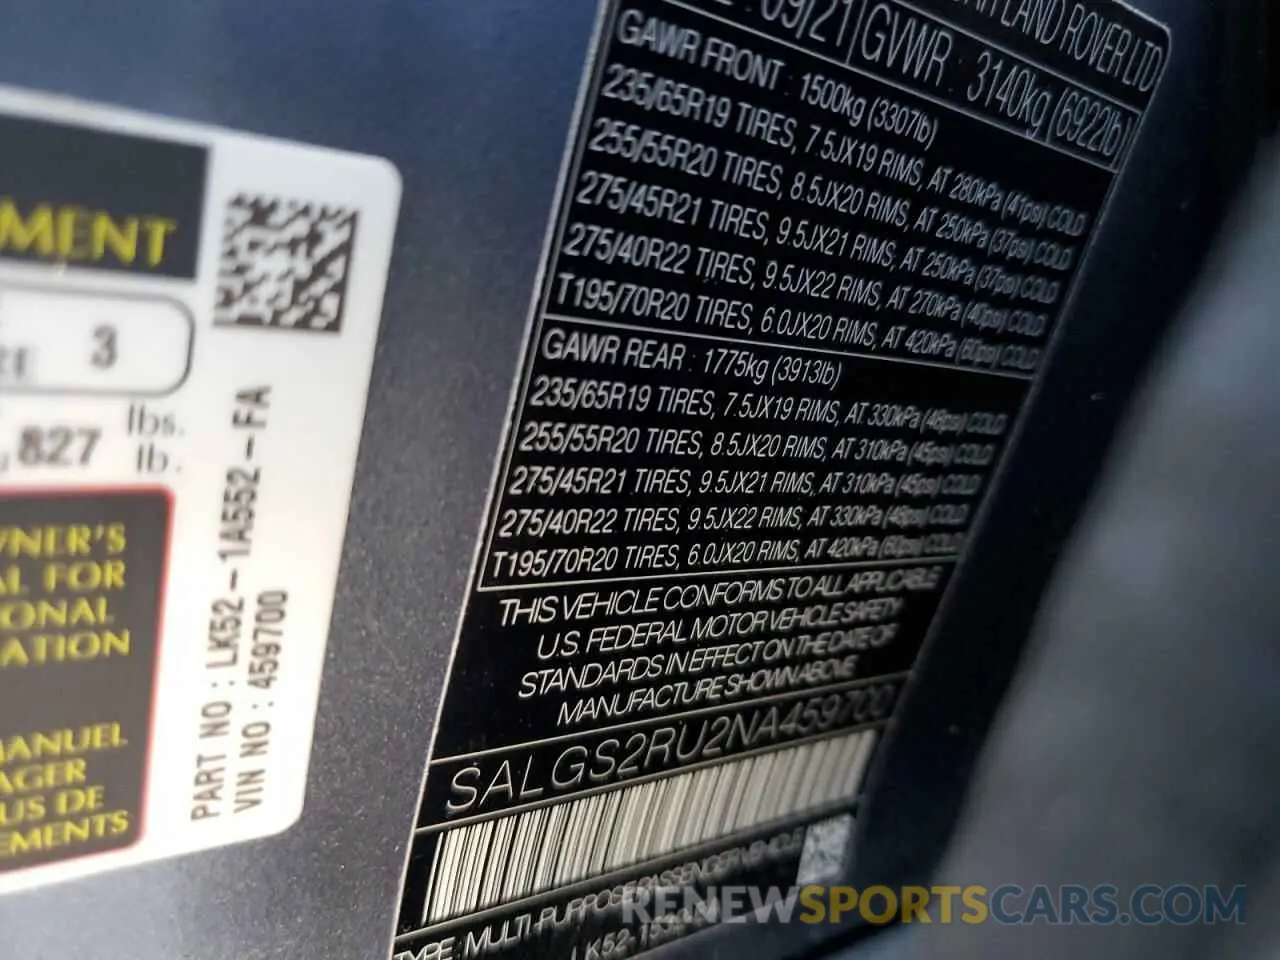 MENT
3
827 lbs.
lb.
WNER'S
AL FOR
ONAL
ATION
MANUEL
AGER
US DE
EMENTS
PART NO : LK52-1A552-FA
VIN NO : 459700
LAND ROVER LTD
09/21 GVWR : 3140kg (6922lb)
GAWR FRONT : 1500kg (3307lb)
235/65R19 TIRES, 7.5JX19 RIMS, AT 280kPa (41psi) COLD
255/55R20 TIRES, 8.5JX20 RIMS, AT 250kPa (37psi) COLD
275/45R21 TIRES, 9.5JX21 RIMS, AT 250kPa (37psi) COLD
275/40R22 TIRES, 9.5JX22 RIMS, AT 270kPa (40psi) COLD
T195/70R20 TIRES, 6.0JX20 RIMS, AT 420kPa (60psi) COLD
GAWR REAR : 1775kg (3913lb)
235/65R19 TIRES, 7.5JX19 RIMS, AT 330kPa (48psi) COLD
255/55R20 TIRES, 8.5JX20 RIMS, AT 310kPa (45psi) COLD
275/45R21 TIRES, 9.5JX21 RIMS, AT 310kPa (45psi) COLD
275/40R22 TIRES, 9.5JX22 RIMS, AT 330kPa (48psi) COLD
T195/70R20 TIRES, 6.0JX20 RIMS, AT 420kPa (60psi) COLD
THIS VEHICLE CONFORMS TO ALL APPLICABLE
U.S. FEDERAL MOTOR VEHICLE SAFETY
STANDARDS IN EFFECT ON THE DATE OF
MANUFACTURE SHOWN ABOVE
SALGS2RU2NA459700
TYPE : MULTI-PURPOSE PASSENGER VEHICLE
RENEWSPORTSCARS.COM